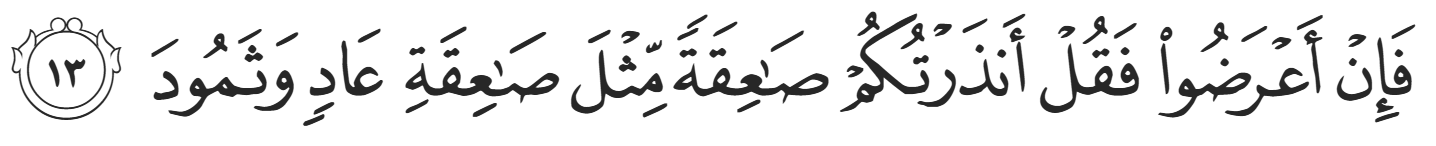 فَإِنْ أَعْرَضُوا۟ فَقُلْ أَنذَرْتُكُمْ صَـٰعِقَةً مِّثْلَ صَـٰعِقَةِ عَادٍ وَثَمُودَ ١٣